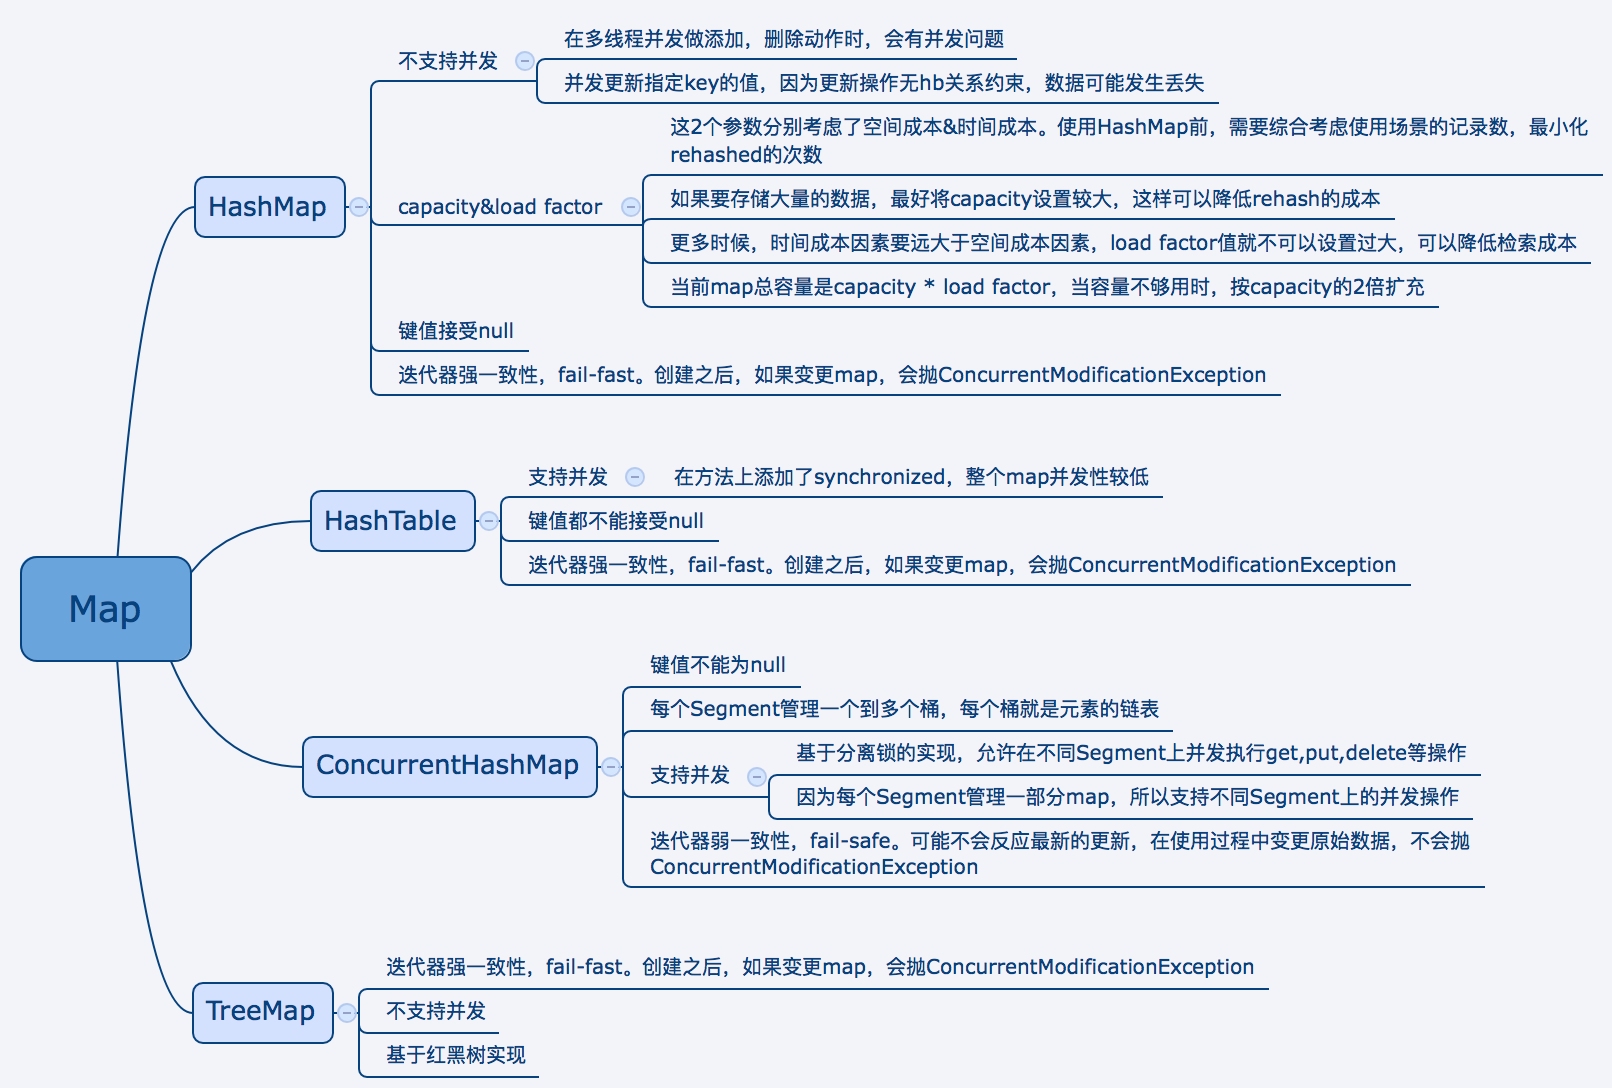 Map
HashMap
不支持并发
在多线程并发做添加，删除动作时，会有并发问题
并发更新指定key的值，因为更新操作无hb关系约束，数据可能发生丢失
capacity&load factor
这2个参数分别考虑了空间成本&时间成本。使用HashMap前，需要综合考虑使用场景的记录数，最小化
rehashed的次数
如果要存储大量的数据，最好将capacity设置较大，这样可以降低rehash的成本
更多时候，时间成本因素要远大于空间成本因素，load factor值就不可以设置过大，可以降低检索成本
当前map总容量是capacity * load factor，当容量不够用时，按capacity的2倍扩充
键值接受null
迭代器强一致性，fail-fast。创建之后，如果变更map，会抛ConcurrentModificationException
HashTable
支持并发
在方法上添加了synchronized，整个map并发性较低
键值都不能接受null
迭代器强一致性，fail-fast。创建之后，如果变更map，会抛ConcurrentModificationException
ConcurrentHashMap
键值不能为null
每个Segment管理一个到多个桶，每个桶就是元素的链表
支持并发
基于分离锁的实现，允许在不同Segment上并发执行get,put,delete等操作
因为每个Segment管理一部分map，所以支持不同Segment上的并发操作
迭代器弱一致性，fail-safe。可能不会反应最新的更新，在使用过程中变更原始数据，不会抛
ConcurrentModificationException
TreeMap
迭代器强一致性，fail-fast。创建之后，如果变更map，会抛ConcurrentModificationException
不支持并发
基于红黑树实现